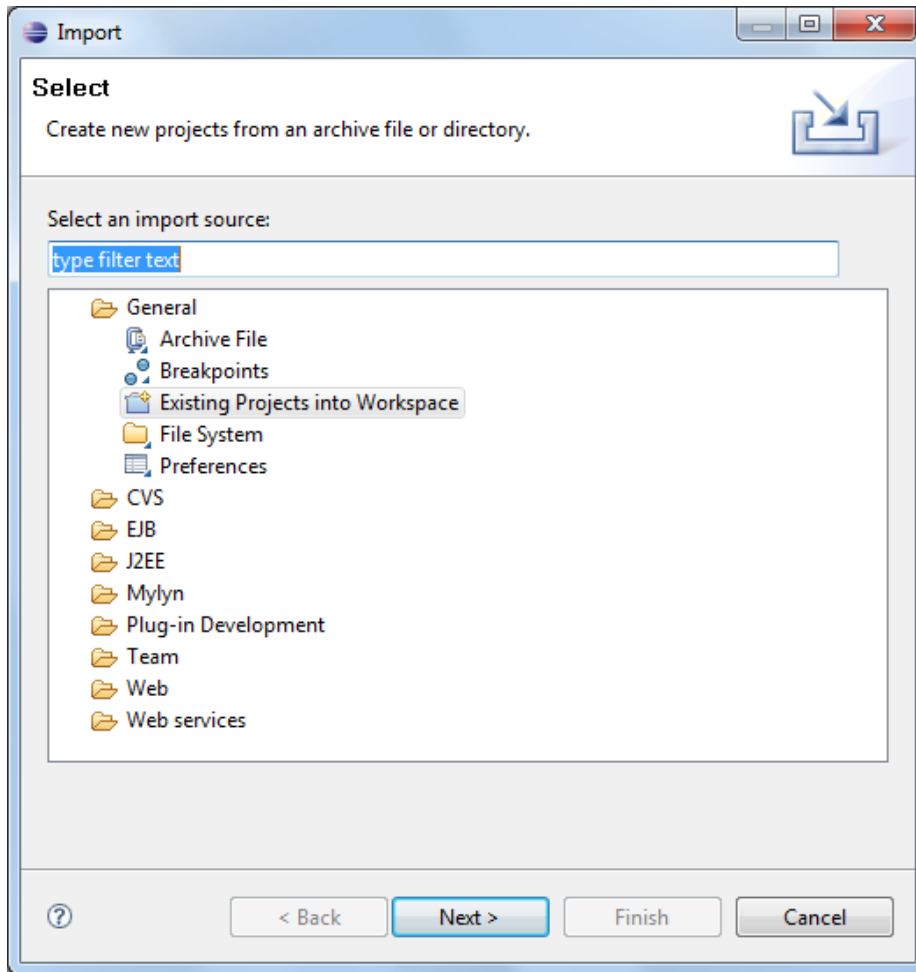 Import
Select
Create new projects from an archive file or directory.
Select an import source:
type filter text
General
Archive File
Breakpoints
Existing Projects into Workspace
File System
Preferences
CVS
EJB
J2EE
Mylyn
Plug-in Development
Team
Web
Web services
? < Back Next > Finish Cancel